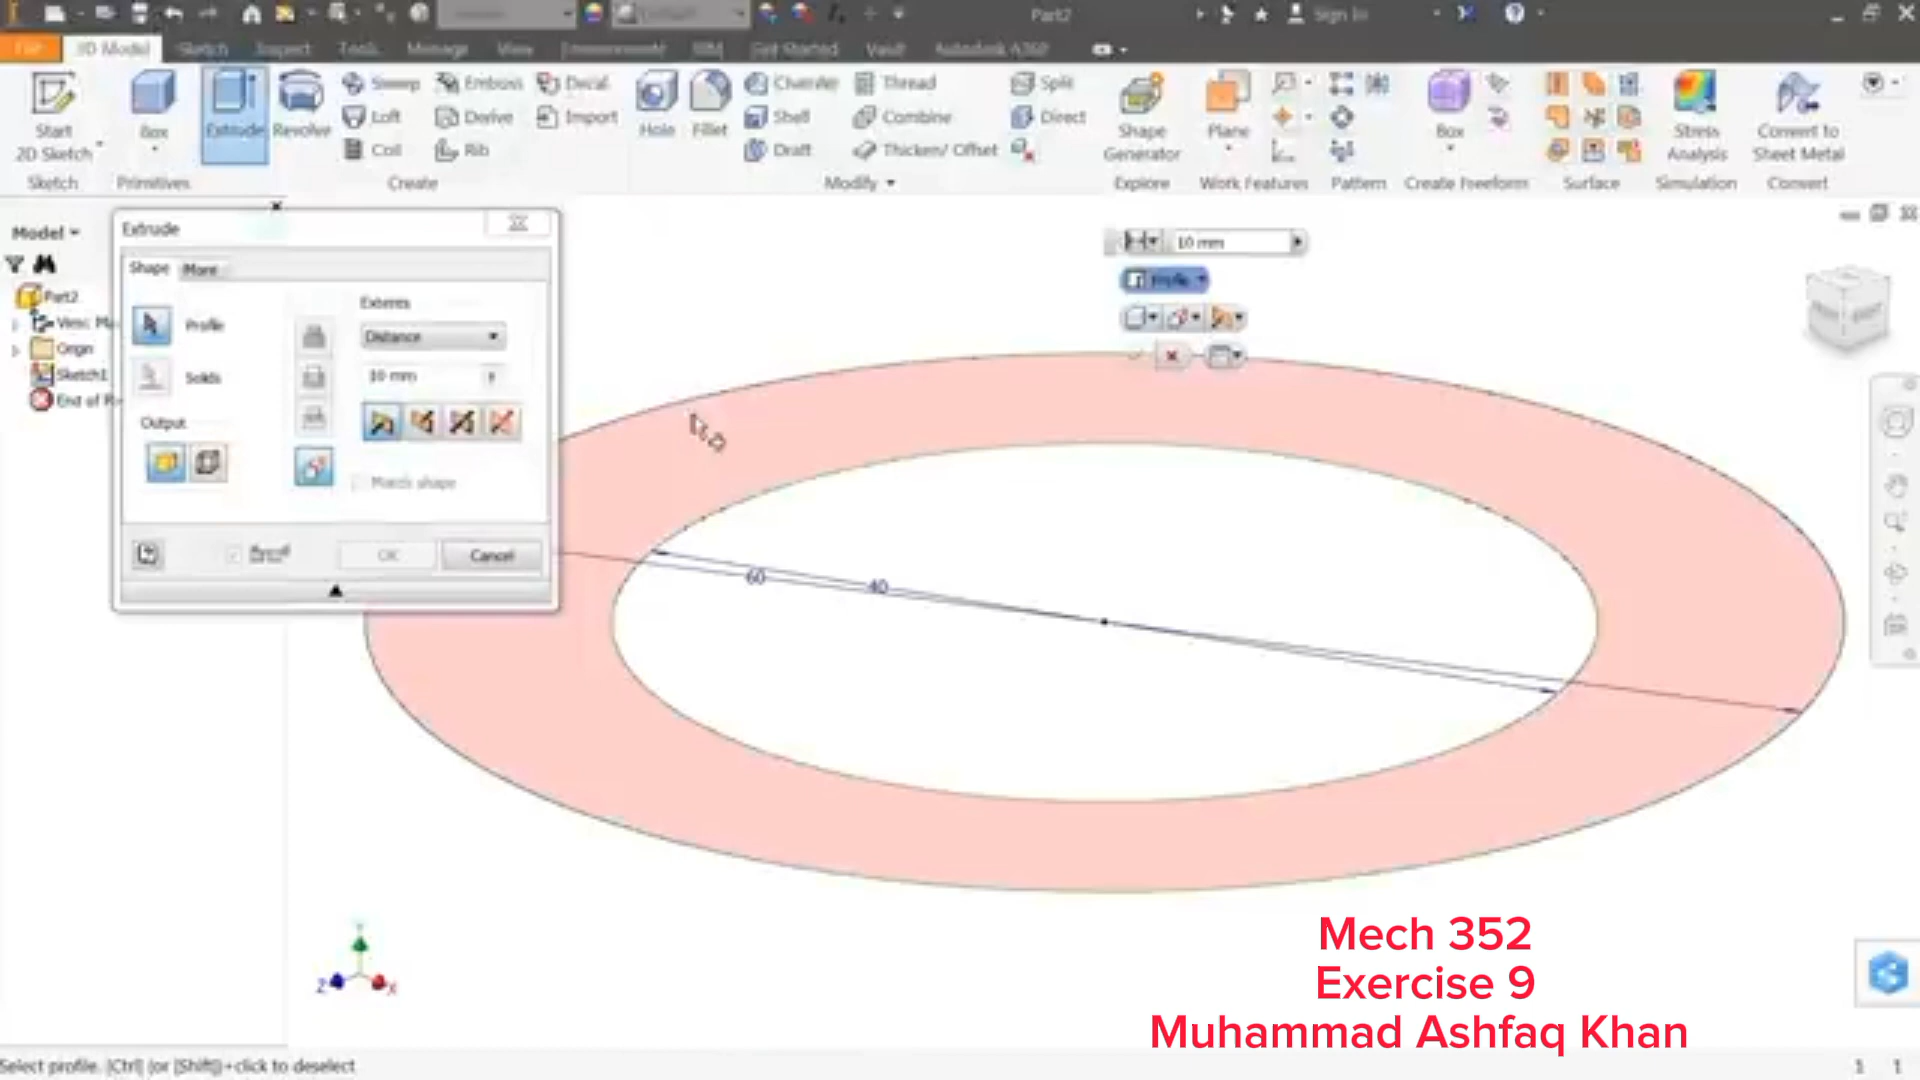 Part2
Sign In
File 3D Model Sketch Inspect Tools Manage View Environments BIM Get Started Vault Autodesk A360
Start
2D Sketch
Sketch
Box
Primitives
Extrude
Revolve
Sweep
Emboss
Decal
Loft
Derive
Import
Coil
Rib
Create
Hole
Fillet
Chamfer
Thread
Split
Shell
Combine
Direct
Draft
Thicken/ Offset
Modify
Shape
Generator
Explore
Plane
Work Features
Pattern
Box
Create Freeform
Surface
Stress
Analysis
Simulation
Convert to
Sheet Metal
Convert
Model
Part2
Origin
Sketch1
End of
Extrude
Shape More
Profile
Solids
Output
Extents
Distance
10 mm
Match shape
OK
Cancel
10 mm
Profile
60
40
Y
Z
X
Mech 352
Exercise 9
Muhammad Ashfaq Khan
Select profile. [Ctrl] (or [Shift])+click to deselect
1 1